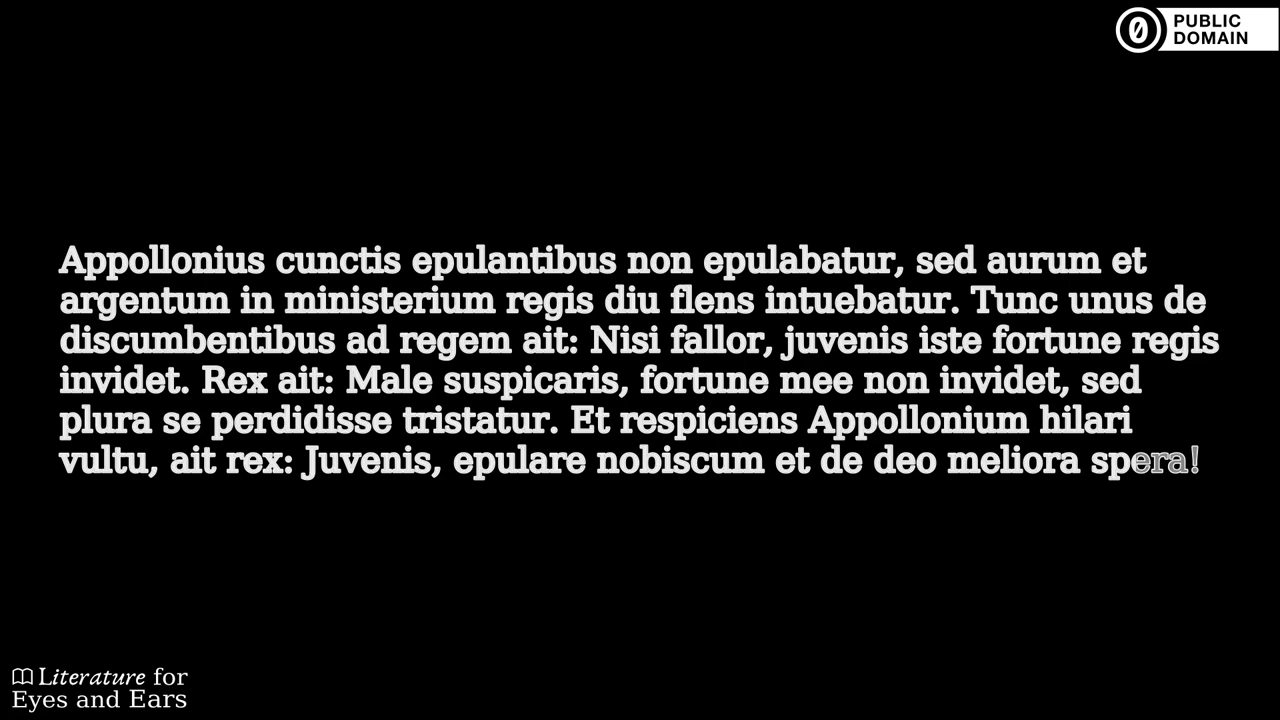 PUBLIC
DOMAIN
Appollonius cunctis epulantibus non epulabatur, sed aurum et
argentum in ministerium regis diu flens intuebatur. Tunc unus de
discumbentibus ad regem ait: Nisi fallor, juvenis iste fortune regis
invidet. Rex ait: Male suspicaris, fortune mee non invidet, sed
plura se perdidisse tristatur. Et respiciens Appollonium hilari
vultu, ait rex: Juvenis, epulare nobiscum et de deo meliora spera!
Literature for
Eyes and Ears